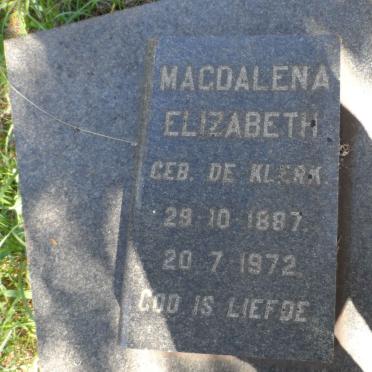 MAGDALENA
ELIZABETH
GEB. DE KLERK.
29·10·1887.
20·7·1972.
GOD IS LIEFDE.